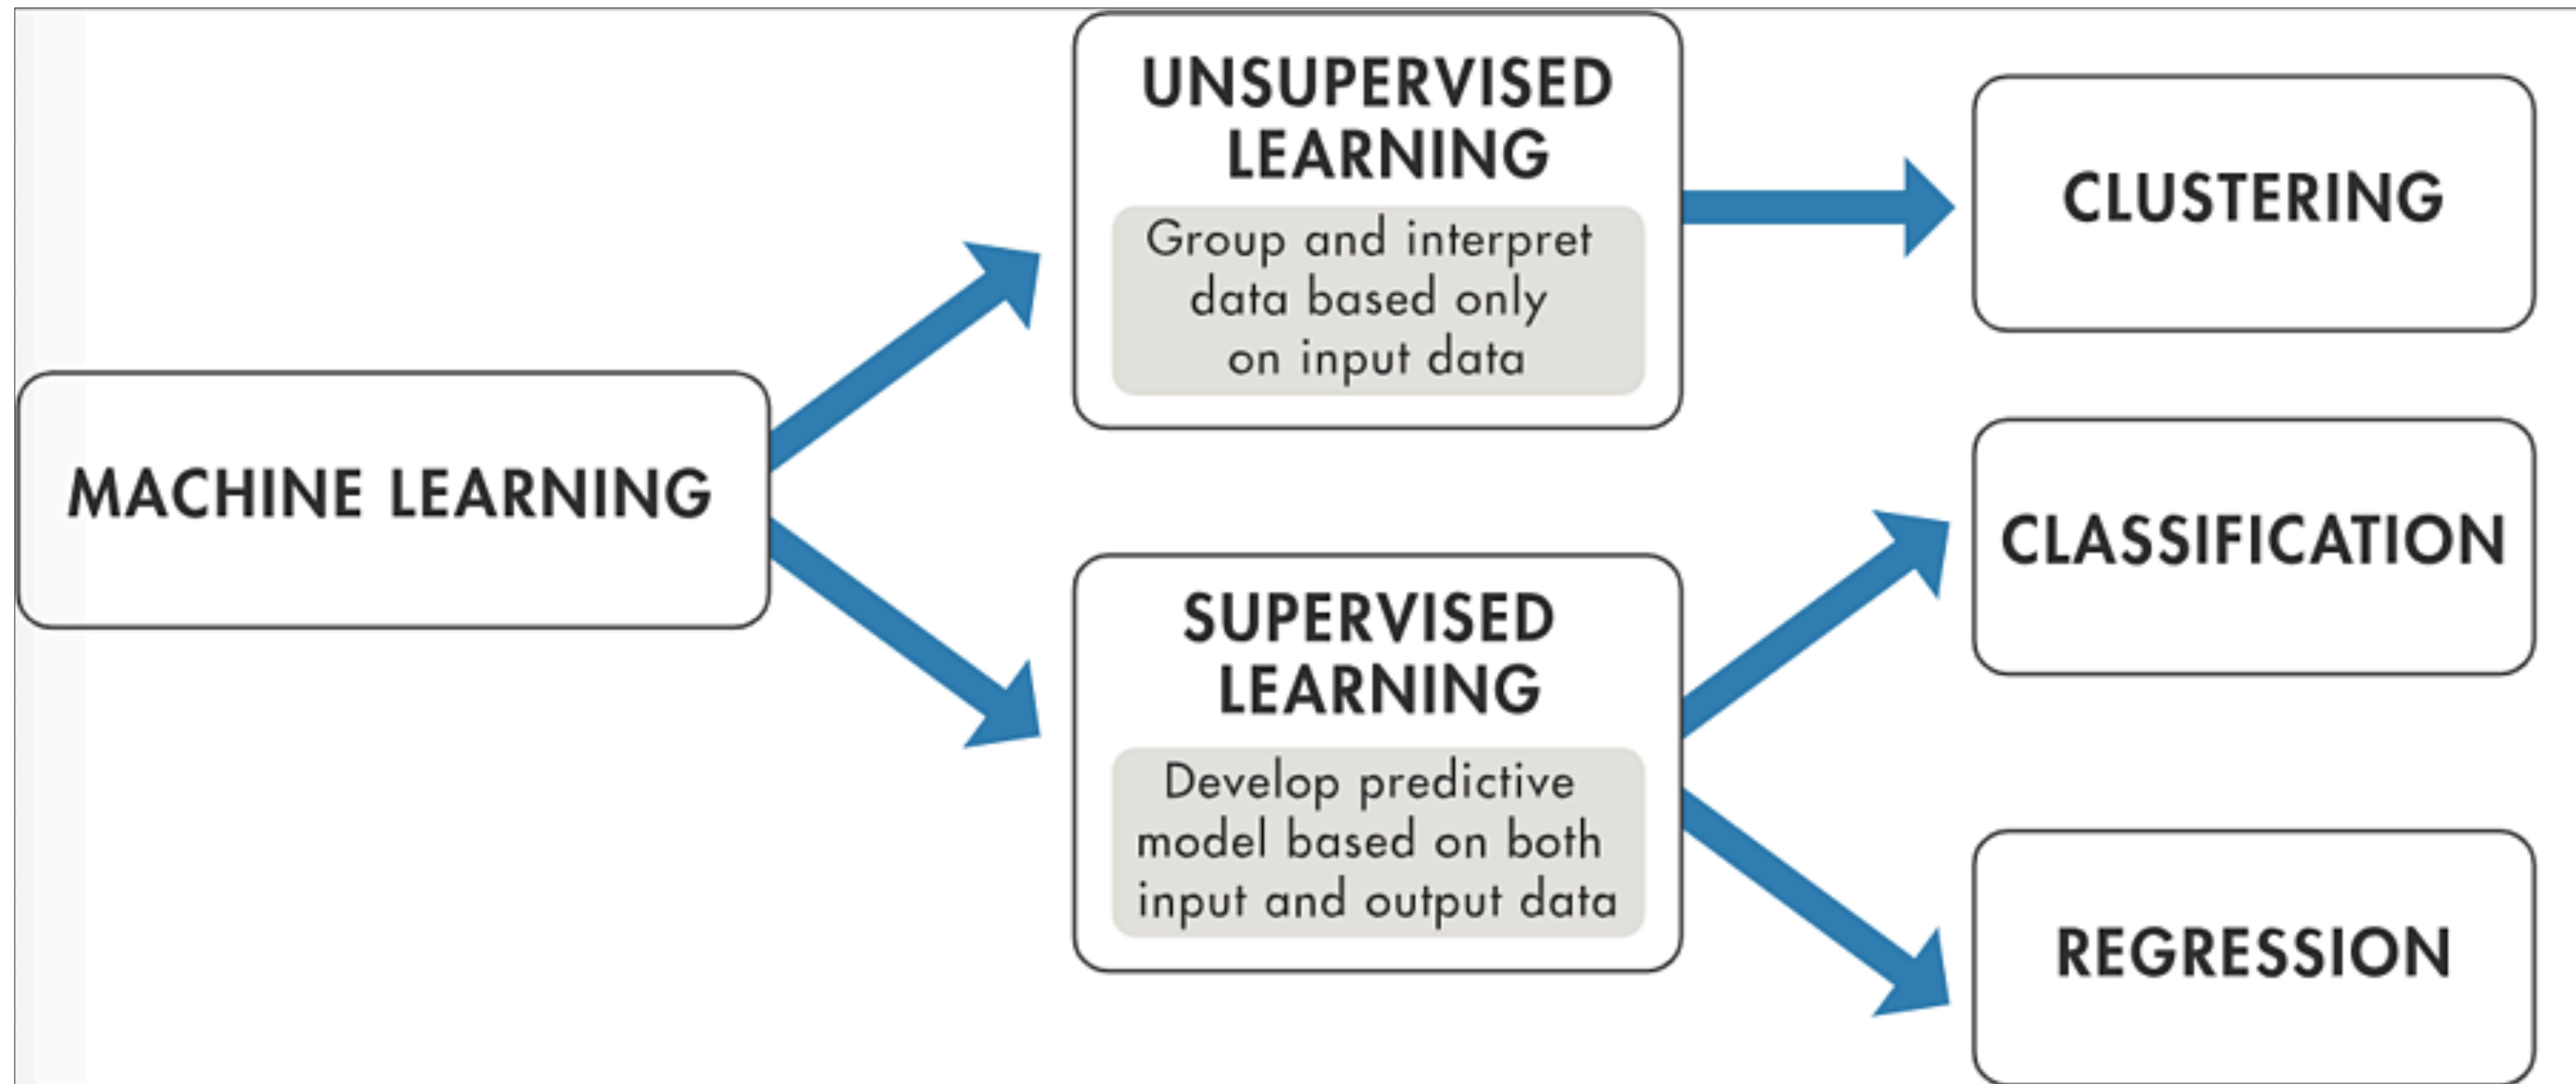 MACHINE LEARNING
UNSUPERVISED
LEARNING
Group and interpret
data based only
on input data
SUPERVISED
LEARNING
Develop predictive
model based on both
input and output data
CLUSTERING
CLASSIFICATION
REGRESSION